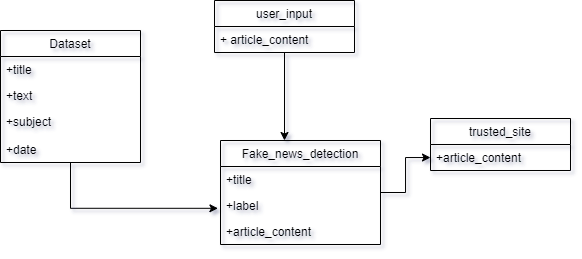 Dataset
+title
+text
+subject
+date
user_input
+ article_content
Fake_news_detection
+title
+label
+article_content
trusted_site
+article_content